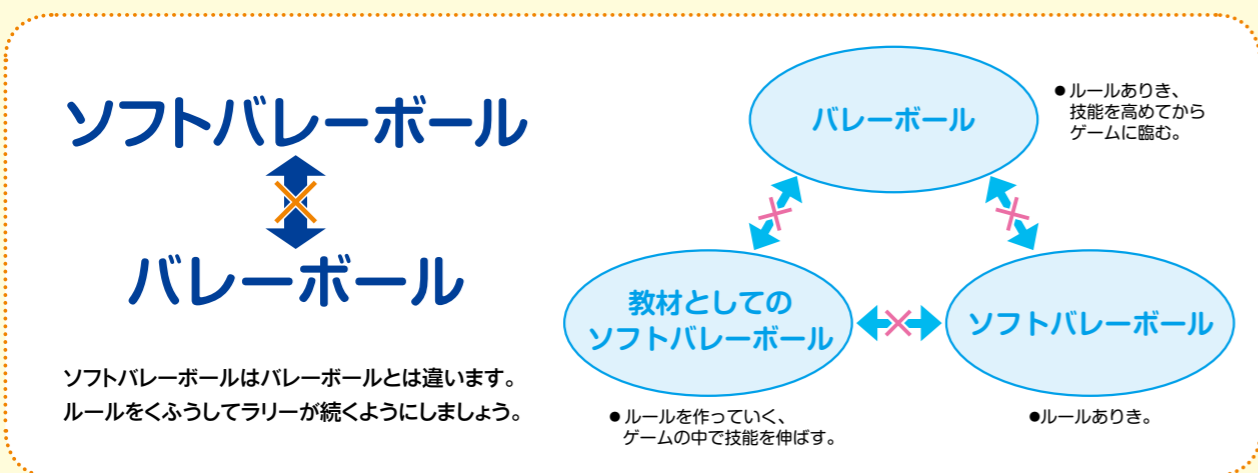 ソフトバレーボール
バレーボール
ソフトバレーボールはバレーボールとは違います。
ルールをくふうしてラリーが続くようにしましょう。
バレーボール
●ルールありき、
技能を高めてから
ゲームに臨む。
教材としての
ソフトバレーボール
●ルールを作っていく、
ゲームの中で技能を伸ばす。
ソフトバレーボール
●ルールありき。